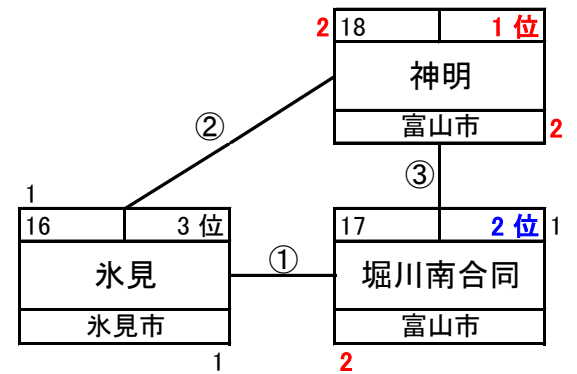 2 18 1 位
神明
富山市 2
②
③
1
16 3 位
氷見
氷見市
1
①
17 2 位 1
堀川南合同
富山市
2